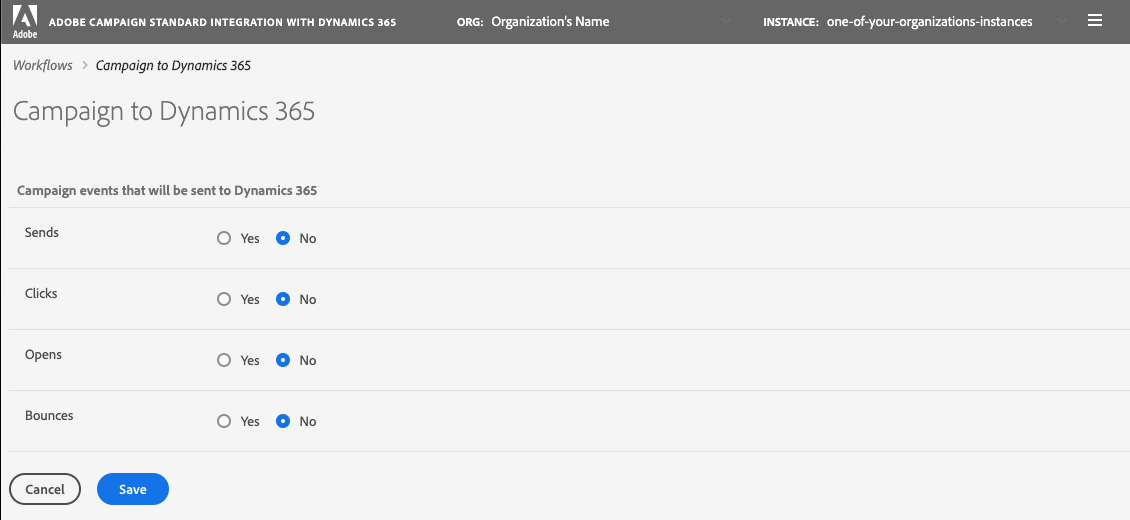 Adobe
ADOBE CAMPAIGN STANDARD INTEGRATION WITH DYNAMICS 365 ORG: Organization's Name INSTANCE: one-of-your-organizations-instances
Workflows > Campaign to Dynamics 365
Campaign to Dynamics 365
Campaign events that will be sent to Dynamics 365
Sends Yes No
Clicks Yes No
Opens Yes No
Bounces Yes No
Cancel Save